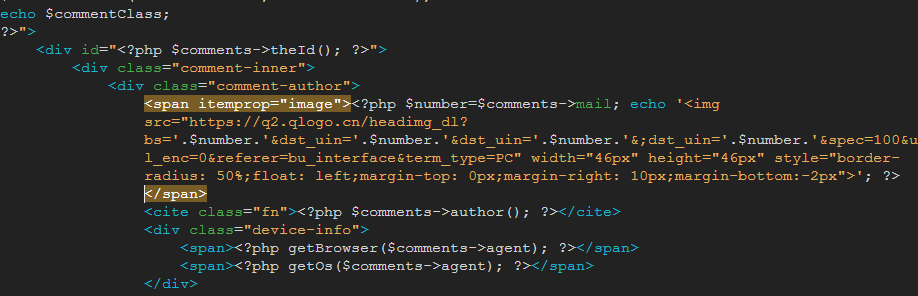 echo $commentClass;
?>">
<div id="<?php $comments->theId(); ?>">
<div class="comment-inner">
<div class="comment-author">
<span itemprop="image"><?php $number=$comments->mail; echo '<img
src="https://q2.qlogo.cn/headimg_dl?
bs='.$number.'&dst_uin='.$number.'&dst_uin='.$number.'&;dst_uin='.$number.'&spec=100&u
l_enc=0&referer=bu_interface&term_type=PC" width="46px" height="46px" style="border-
radius: 50%;float: left;margin-top: 0px;margin-right: 10px;margin-bottom:-2px">'; ?>
</span>
<cite class="fn"><?php $comments->author(); ?></cite>
<div class="device-info">
<span><?php getBrowser($comments->agent); ?></span>
<span><?php getOs($comments->agent); ?></span>
</div>